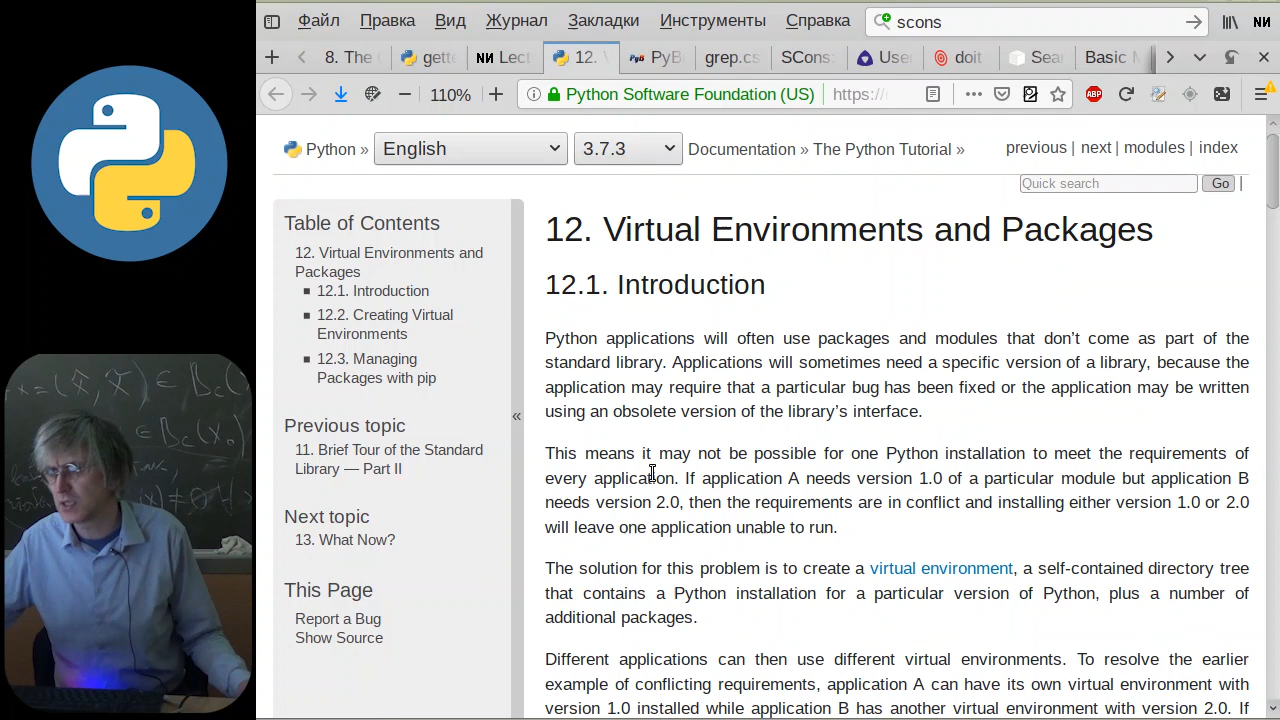 Файл Правка Вид Журнал Закладки Инструменты Справка scons
8. The gette Lect 12. V PyB grep.cs SCons: User doit Sear Basic M
110% Python Software Foundation (US) https:// ABP
Python » English 3.7.3 Documentation » The Python Tutorial » previous | next | modules | index
Quick search Go |
Table of Contents
12. Virtual Environments and
Packages
12.1. Introduction
12.2. Creating Virtual
Environments
12.3. Managing
Packages with pip
Previous topic
11. Brief Tour of the Standard
Library — Part II
Next topic
13. What Now?
This Page
Report a Bug
Show Source
«
12. Virtual Environments and Packages
12.1. Introduction
Python applications will often use packages and modules that don’t come as part of the
standard library. Applications will sometimes need a specific version of a library, because the
application may require that a particular bug has been fixed or the application may be written
using an obsolete version of the library’s interface.
This means it may not be possible for one Python installation to meet the requirements of
every application. If application A needs version 1.0 of a particular module but application B
needs version 2.0, then the requirements are in conflict and installing either version 1.0 or 2.0
will leave one application unable to run.
The solution for this problem is to create a virtual environment, a self-contained directory tree
that contains a Python installation for a particular version of Python, plus a number of
additional packages.
Different applications can then use different virtual environments. To resolve the earlier
example of conflicting requirements, application A can have its own virtual environment with
version 1.0 installed while application B has another virtual environment with version 2.0. If